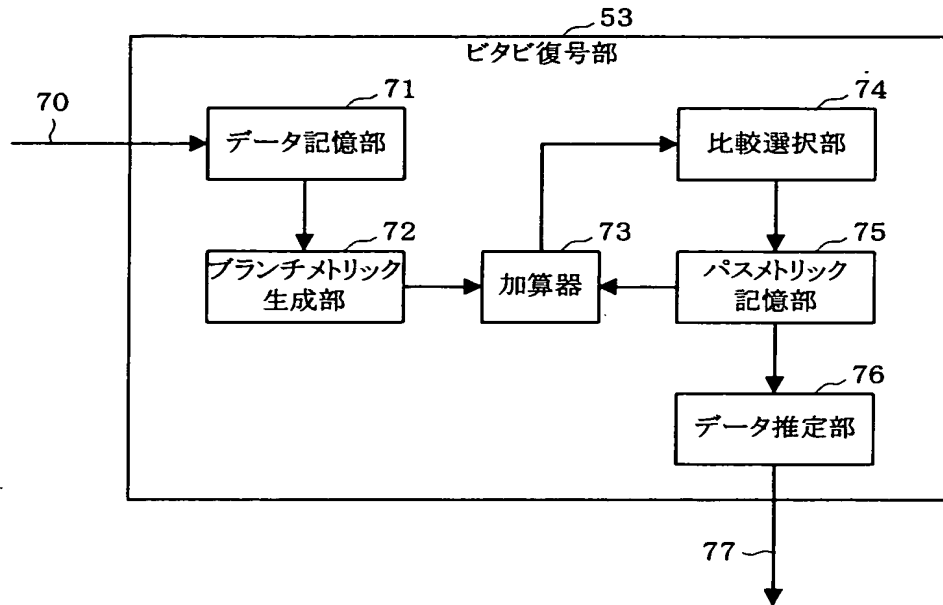 53
ビタビ復号部
70
71
データ記憶部
74
比較選択部
72
ブランチメトリック
生成部
73
加算器
75
パスメトリック
記憶部
76
データ推定部
77